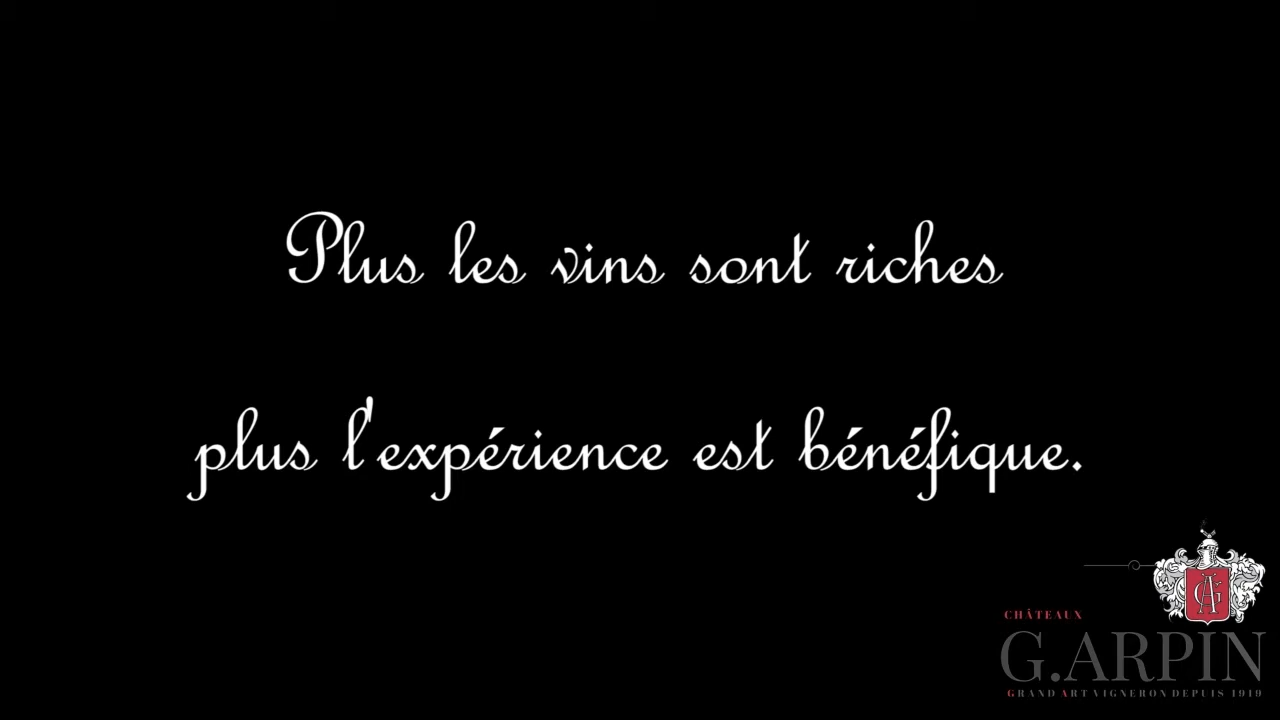 Plus les vins sont riches
plus l'expérience est bénéfique.
CHÂTEAUX
G.ARPIN
GRAND ART VIGNERON DEPUIS 1919